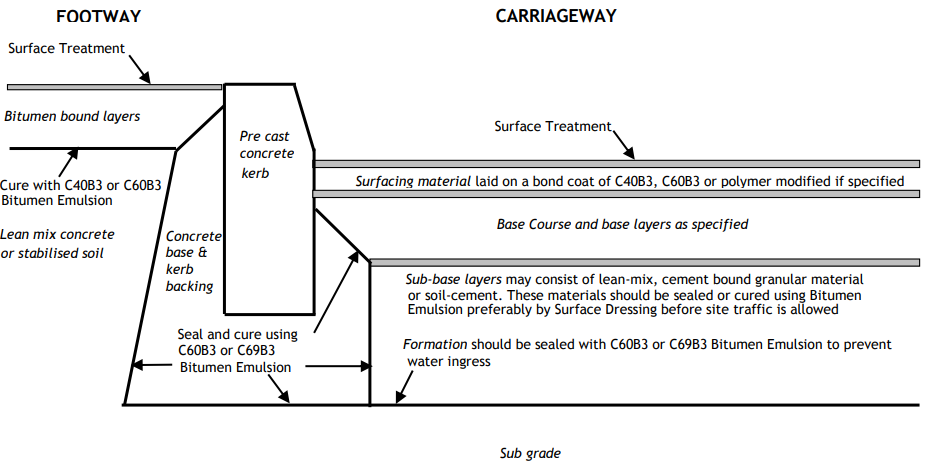 FOOTWAY
CARRIAGEWAY
Surface Treatment
Bitumen bound layers
Pre cast
concrete
kerb
Surface Treatment
Surfacing material laid on a bond coat of C40B3, C60B3 or polymer modified if specified
Cure with C40B3 or C60B3
Bitumen Emulsion
Lean mix concrete
or stabilised soil
Concrete
base &
kerb
backing
Base Course and base layers as specified
Sub-base layers may consist of lean-mix, cement bound granular material
or soil-cement. These materials should be sealed or cured using Bitumen
Emulsion preferably by Surface Dressing before site traffic is allowed
Seal and cure using
C60B3 or C69B3
Bitumen Emulsion
Formation should be sealed with C60B3 or C69B3 Bitumen Emulsion to prevent
water ingress
Sub grade